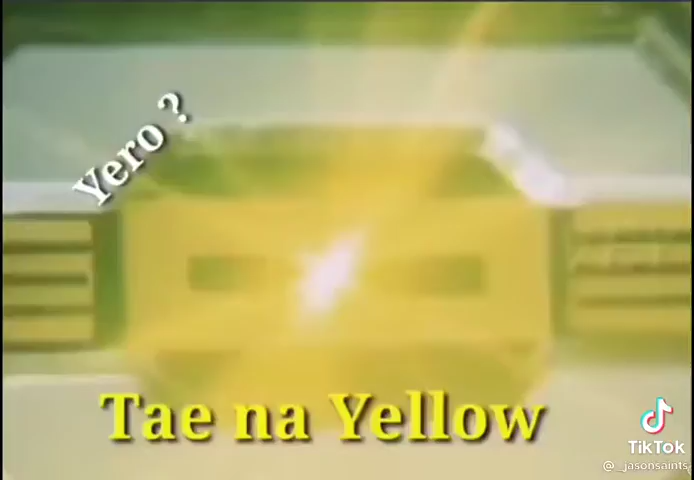 Yero ?
Tae na Yellow
TikTok
@_jasonsaints